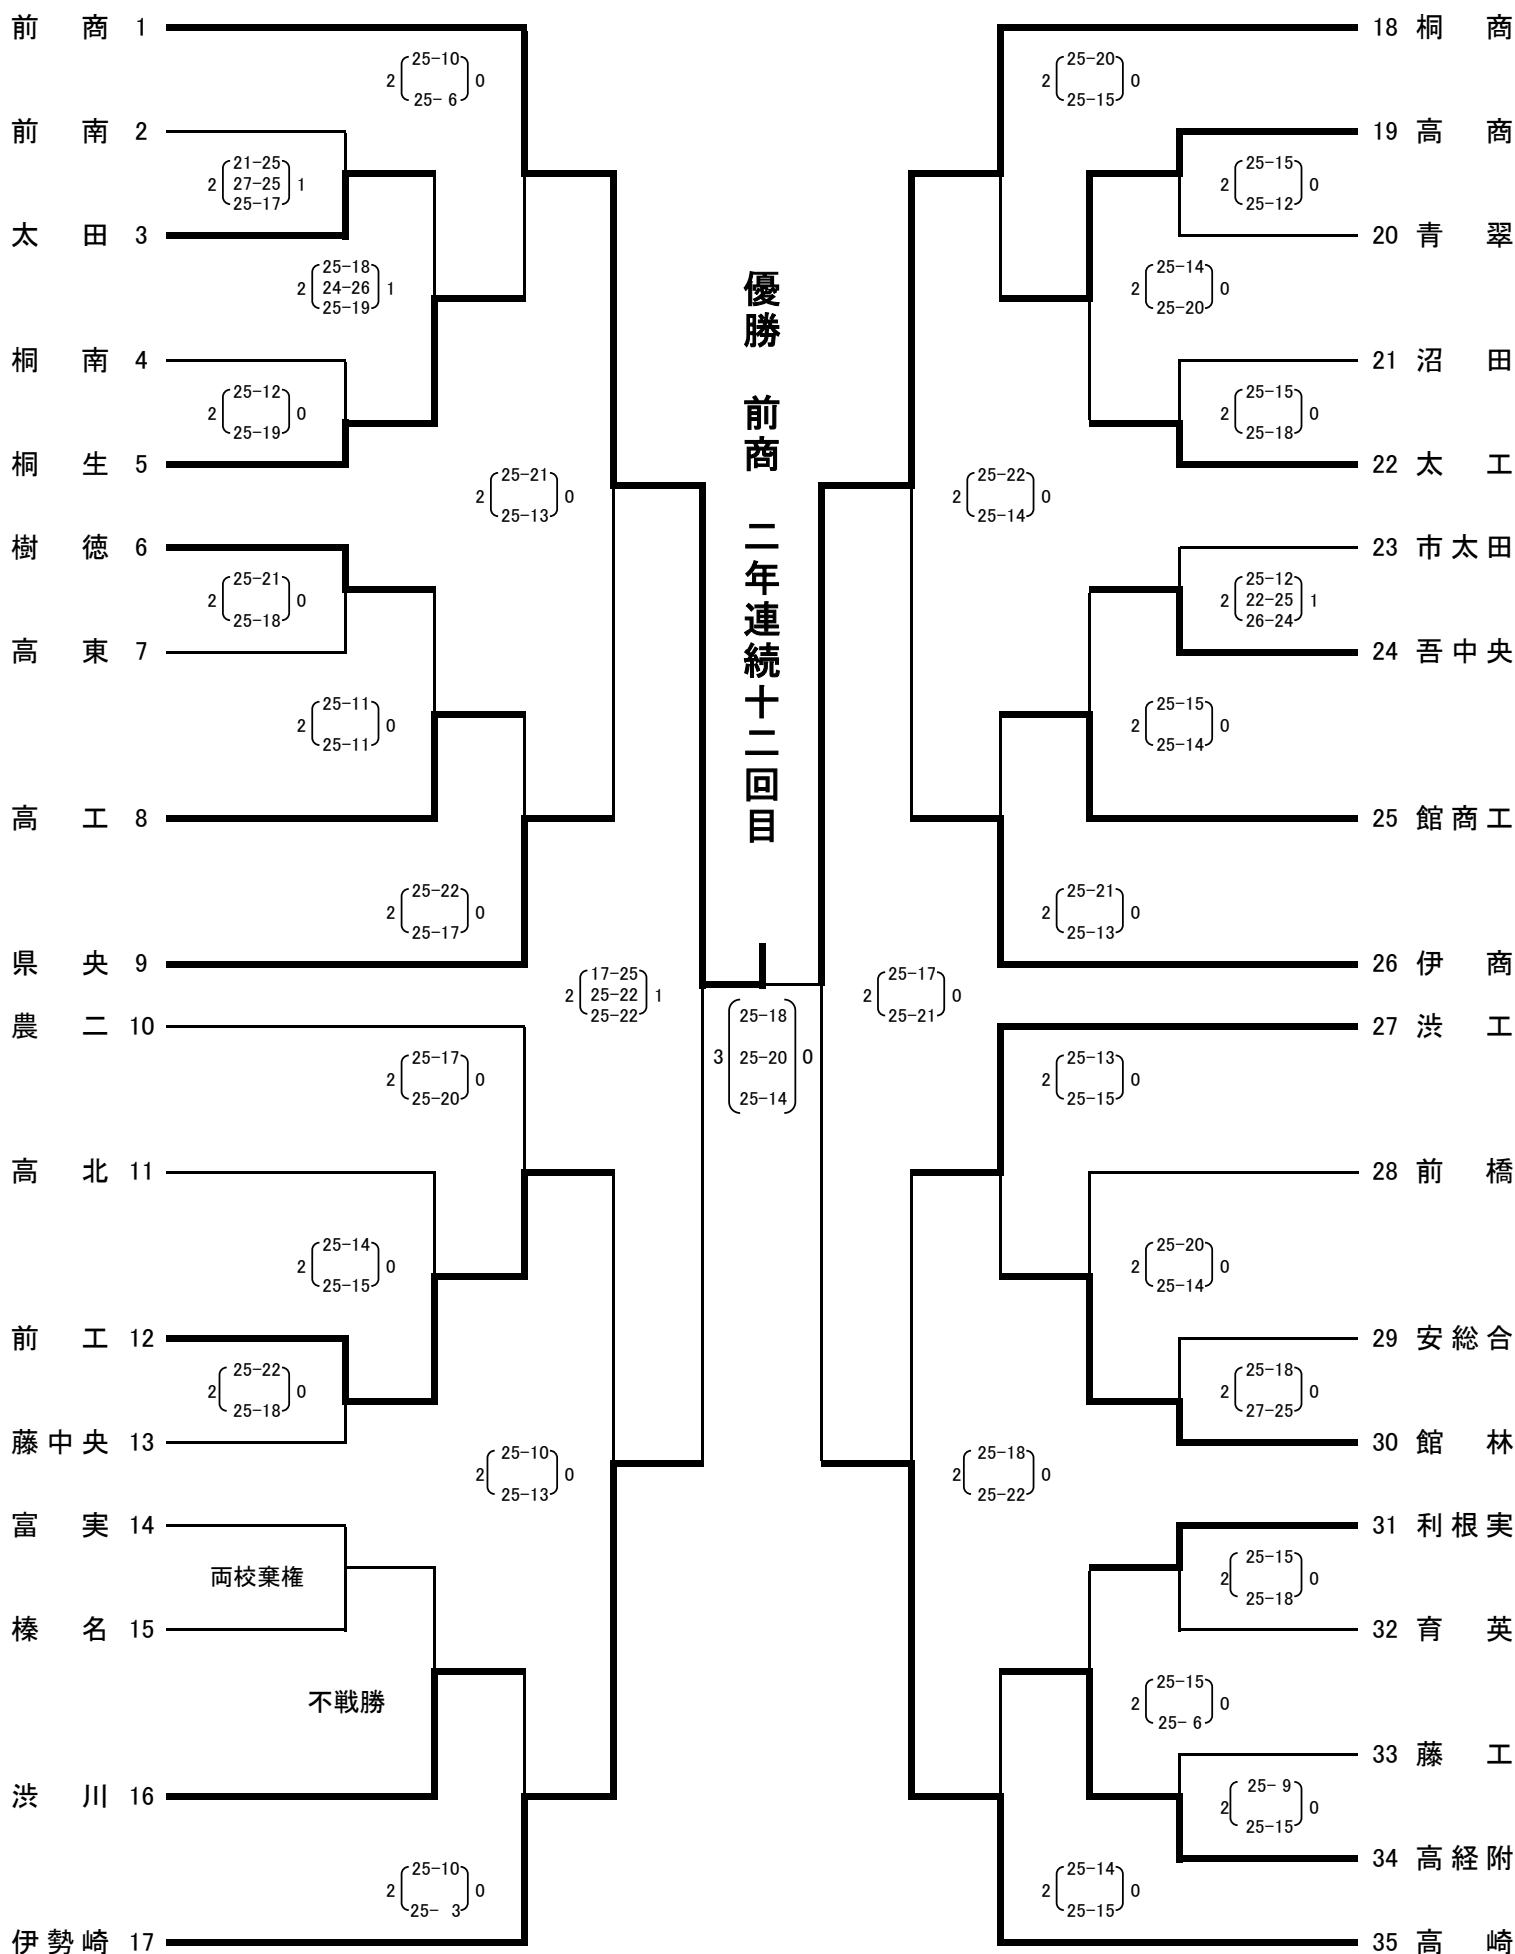 前商 1
2 25-10 0
25- 6
前南 2
21-25
2 27-25 1
25-17
太田 3
25-18
2 24-26 1
25-19
桐南 4
25-12
2 0
25-19
桐生 5
25-21
2 0
25-13
樹徳 6
25-21
2 0
25-18
高東 7
25-11
2 0
25-11
高工 8
25-22
2 0
25-17
県央 9
17-25
2 25-22 1
25-22
農二 10
25-17
2 0
25-20
高北 11
25-14
2 0
25-15
前工 12
25-22
2 0
25-18
藤中央 13
25-10
2 0
25-13
富実 14
両校棄権
榛名 15
不戦勝
渋川 16
25-10
2 0
25- 3
伊勢崎 17
優勝 前商 二年連続十二回目
25-18
3 25-20 0
25-14
18 桐商
25-20
2 0
25-15
19 高商
25-15
2 0
25-12
20 青翠
25-14
2 0
25-20
21 沼田
25-15
2 0
25-18
22 太工
25-22
2 0
25-14
23 市太田
25-12
2 22-25 1
26-24
24 吾中央
25-15
2 0
25-14
25 館商工
25-21
2 0
25-13
26 伊商
25-17
2 0
25-21
27 渋工
25-13
2 0
25-15
28 前橋
25-20
2 0
25-14
29 安総合
25-18
2 0
27-25
30 館林
25-18
2 0
25-22
31 利根実
25-15
2 0
25-18
32 育英
25-15
2 0
25- 6
33 藤工
25- 9
2 0
25-15
34 高経附
25-14
2 0
25-15
35 高崎